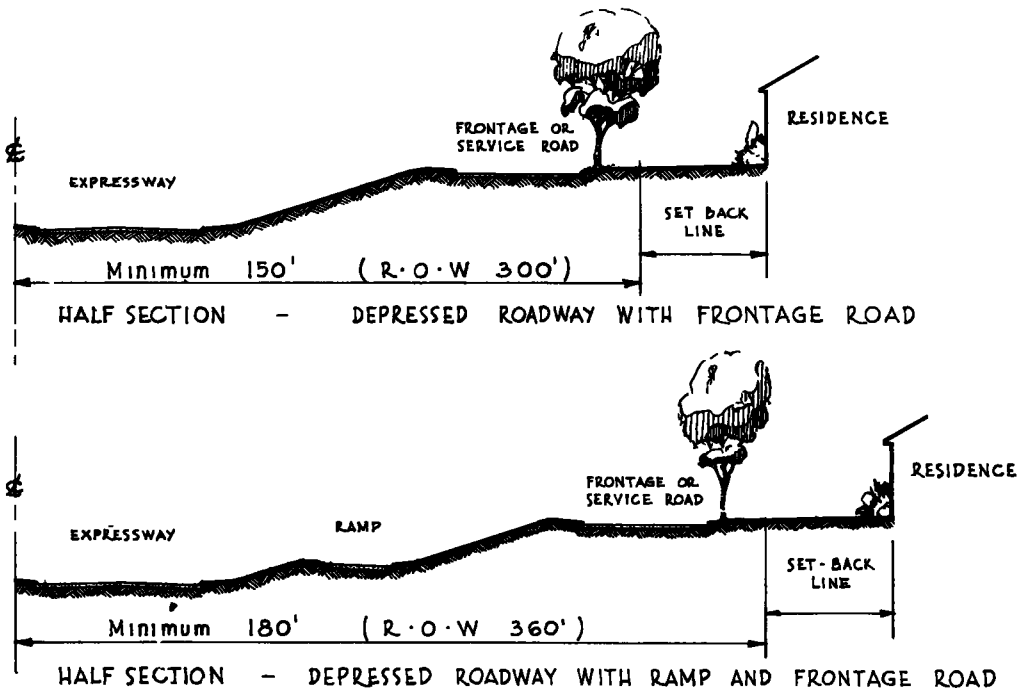 FRONTAGE OR
SERVICE ROAD
RESIDENCE
℄
EXPRESSWAY
SET BACK
LINE
Minimum 150' ( R·O·W 300')
HALF SECTION - DEPRESSED ROADWAY WITH FRONTAGE ROAD
℄
FRONTAGE OR
SERVICE ROAD
RESIDENCE
EXPRESSWAY
RAMP
SET-BACK
LINE
Minimum 180' ( R·O·W 360')
HALF SECTION - DEPRESSED ROADWAY WITH RAMP AND FRONTAGE ROAD